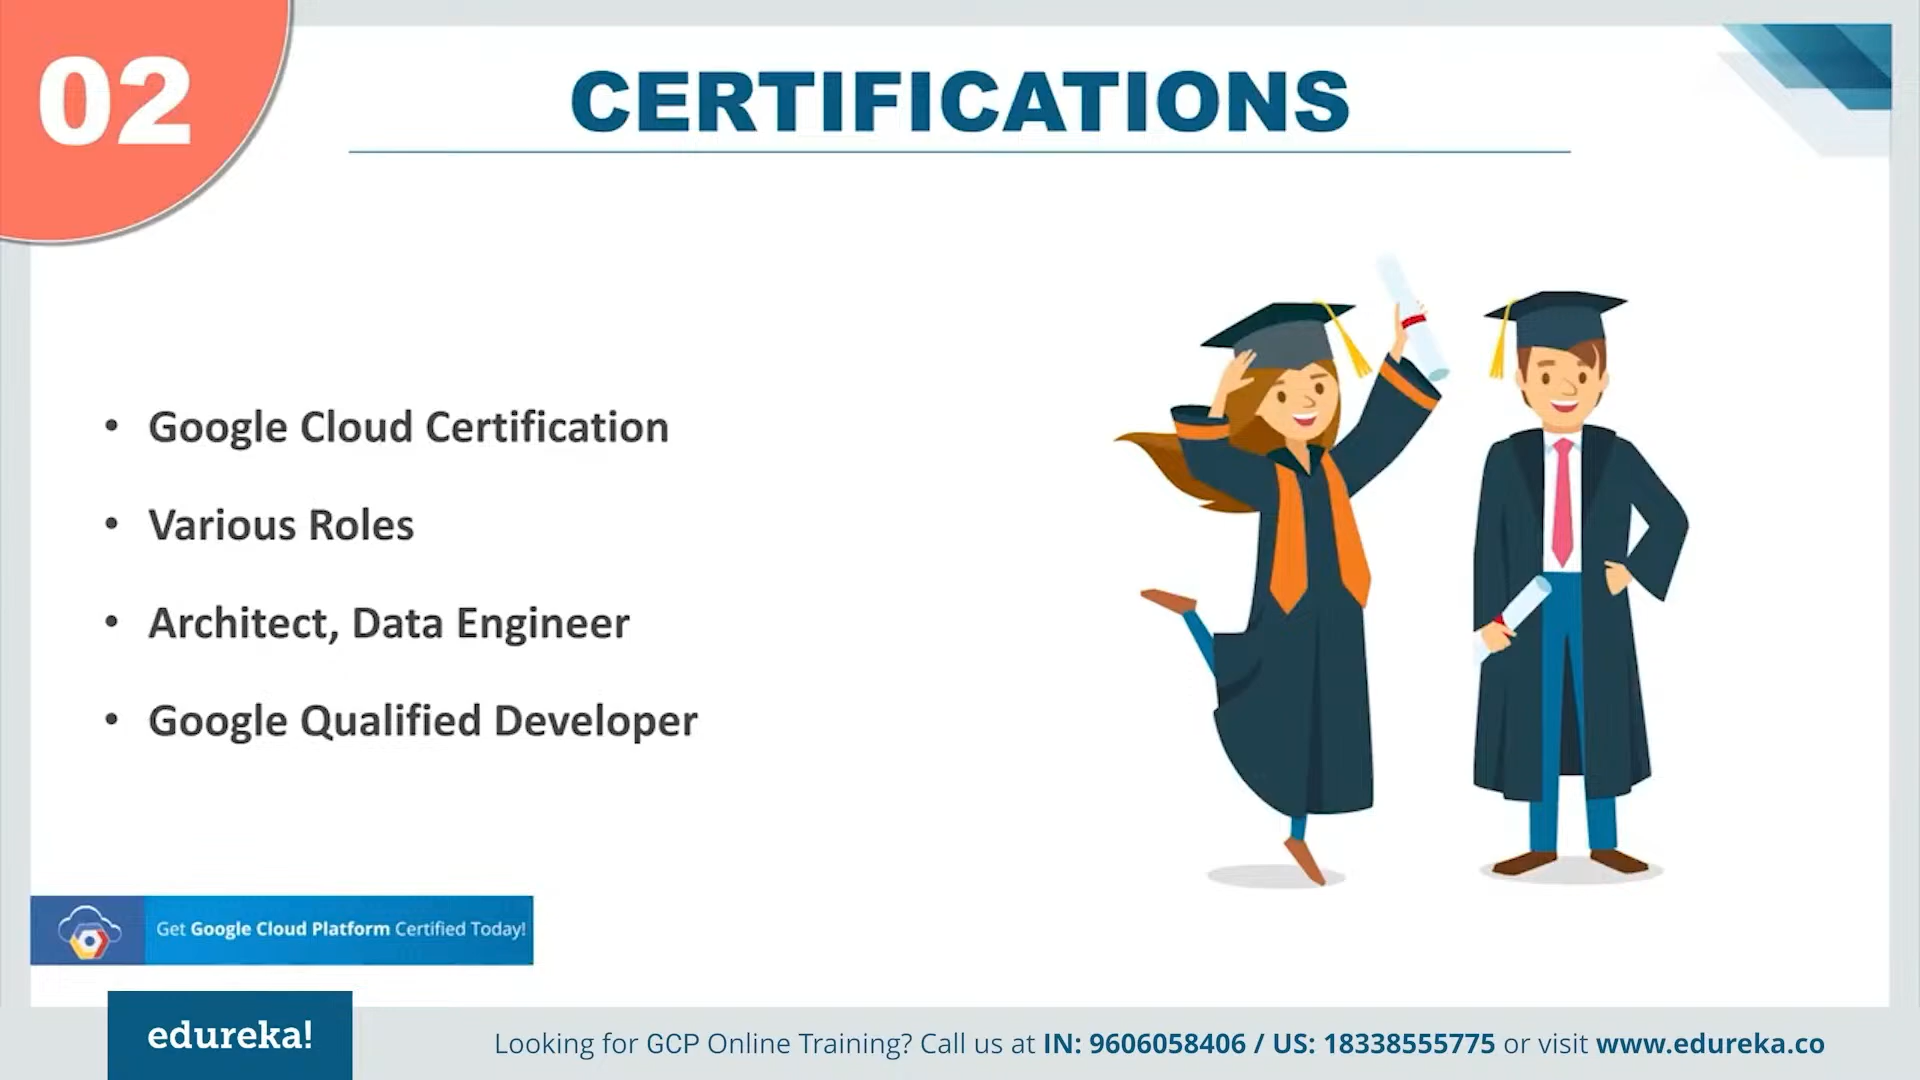 02
CERTIFICATIONS
• Google Cloud Certification
• Various Roles
• Architect, Data Engineer
• Google Qualified Developer
Get Google Cloud Platform Certified Today!
edureka!
Looking for GCP Online Training? Call us at IN: 9606058406 / US: 18338555775 or visit www.edureka.co